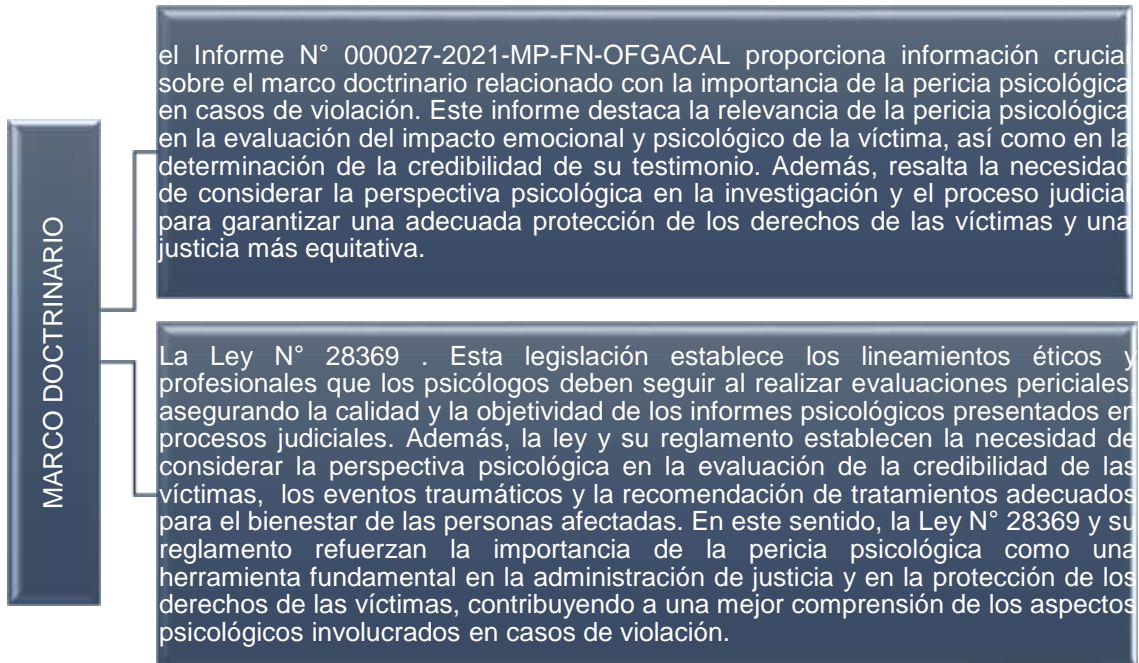 MARCO DOCTRINARIO
el Informe N° 000027-2021-MP-FN-OFGACAL proporciona información crucial
sobre el marco doctrinario relacionado con la importancia de la pericia psicológica
en casos de violación. Este informe destaca la relevancia de la pericia psicológica
en la evaluación del impacto emocional y psicológico de la víctima, así como en la
determinación de la credibilidad de su testimonio. Además, resalta la necesidad
de considerar la perspectiva psicológica en la investigación y el proceso judicial
para garantizar una adecuada protección de los derechos de las víctimas y una
justicia más equitativa.
La Ley N° 28369 . Esta legislación establece los lineamientos éticos y
profesionales que los psicólogos deben seguir al realizar evaluaciones periciales,
asegurando la calidad y la objetividad de los informes psicológicos presentados en
procesos judiciales. Además, la ley y su reglamento establecen la necesidad de
considerar la perspectiva psicológica en la evaluación de la credibilidad de las
víctimas, los eventos traumáticos y la recomendación de tratamientos adecuados
para el bienestar de las personas afectadas. En este sentido, la Ley N° 28369 y su
reglamento refuerzan la importancia de la pericia psicológica como una
herramienta fundamental en la administración de justicia y en la protección de los
derechos de las víctimas, contribuyendo a una mejor comprensión de los aspectos
psicológicos involucrados en casos de violación.